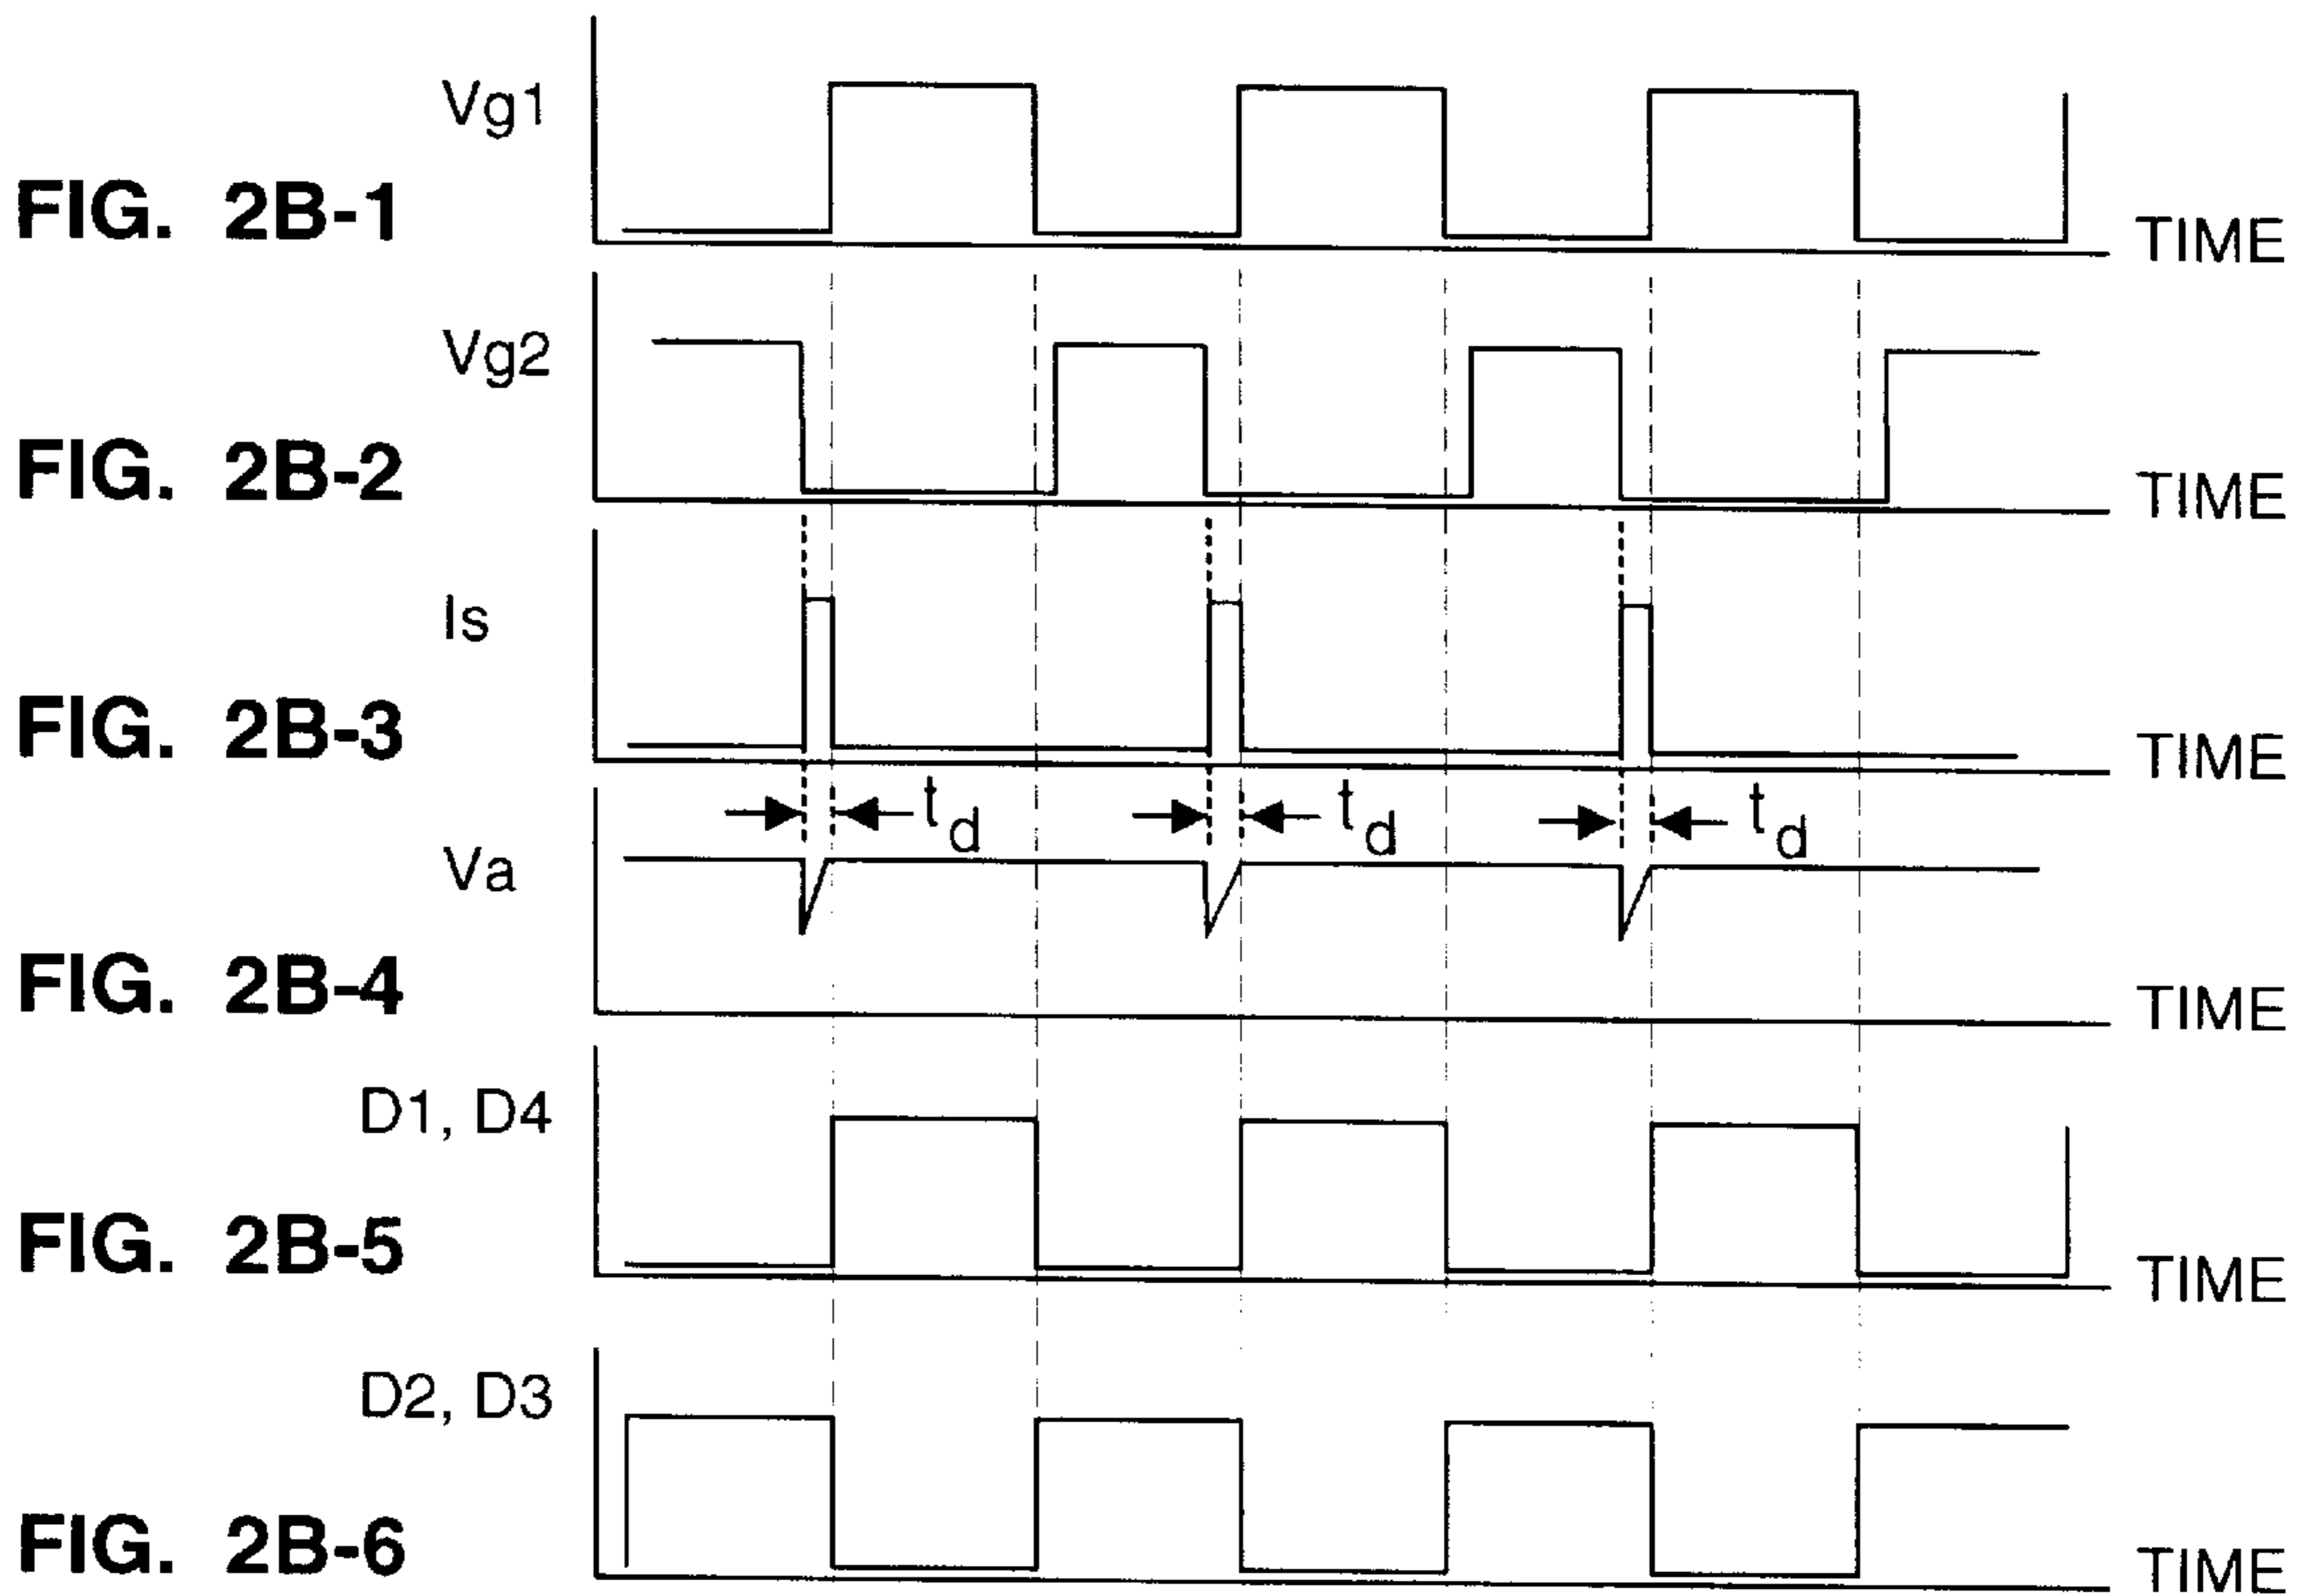 Vg1
FIG. 2B-1
TIME
Vg2
FIG. 2B-2
TIME
Is
FIG. 2B-3
TIME
td td td
Va
FIG. 2B-4
TIME
D1, D4
FIG. 2B-5
TIME
D2, D3
FIG. 2B-6
TIME